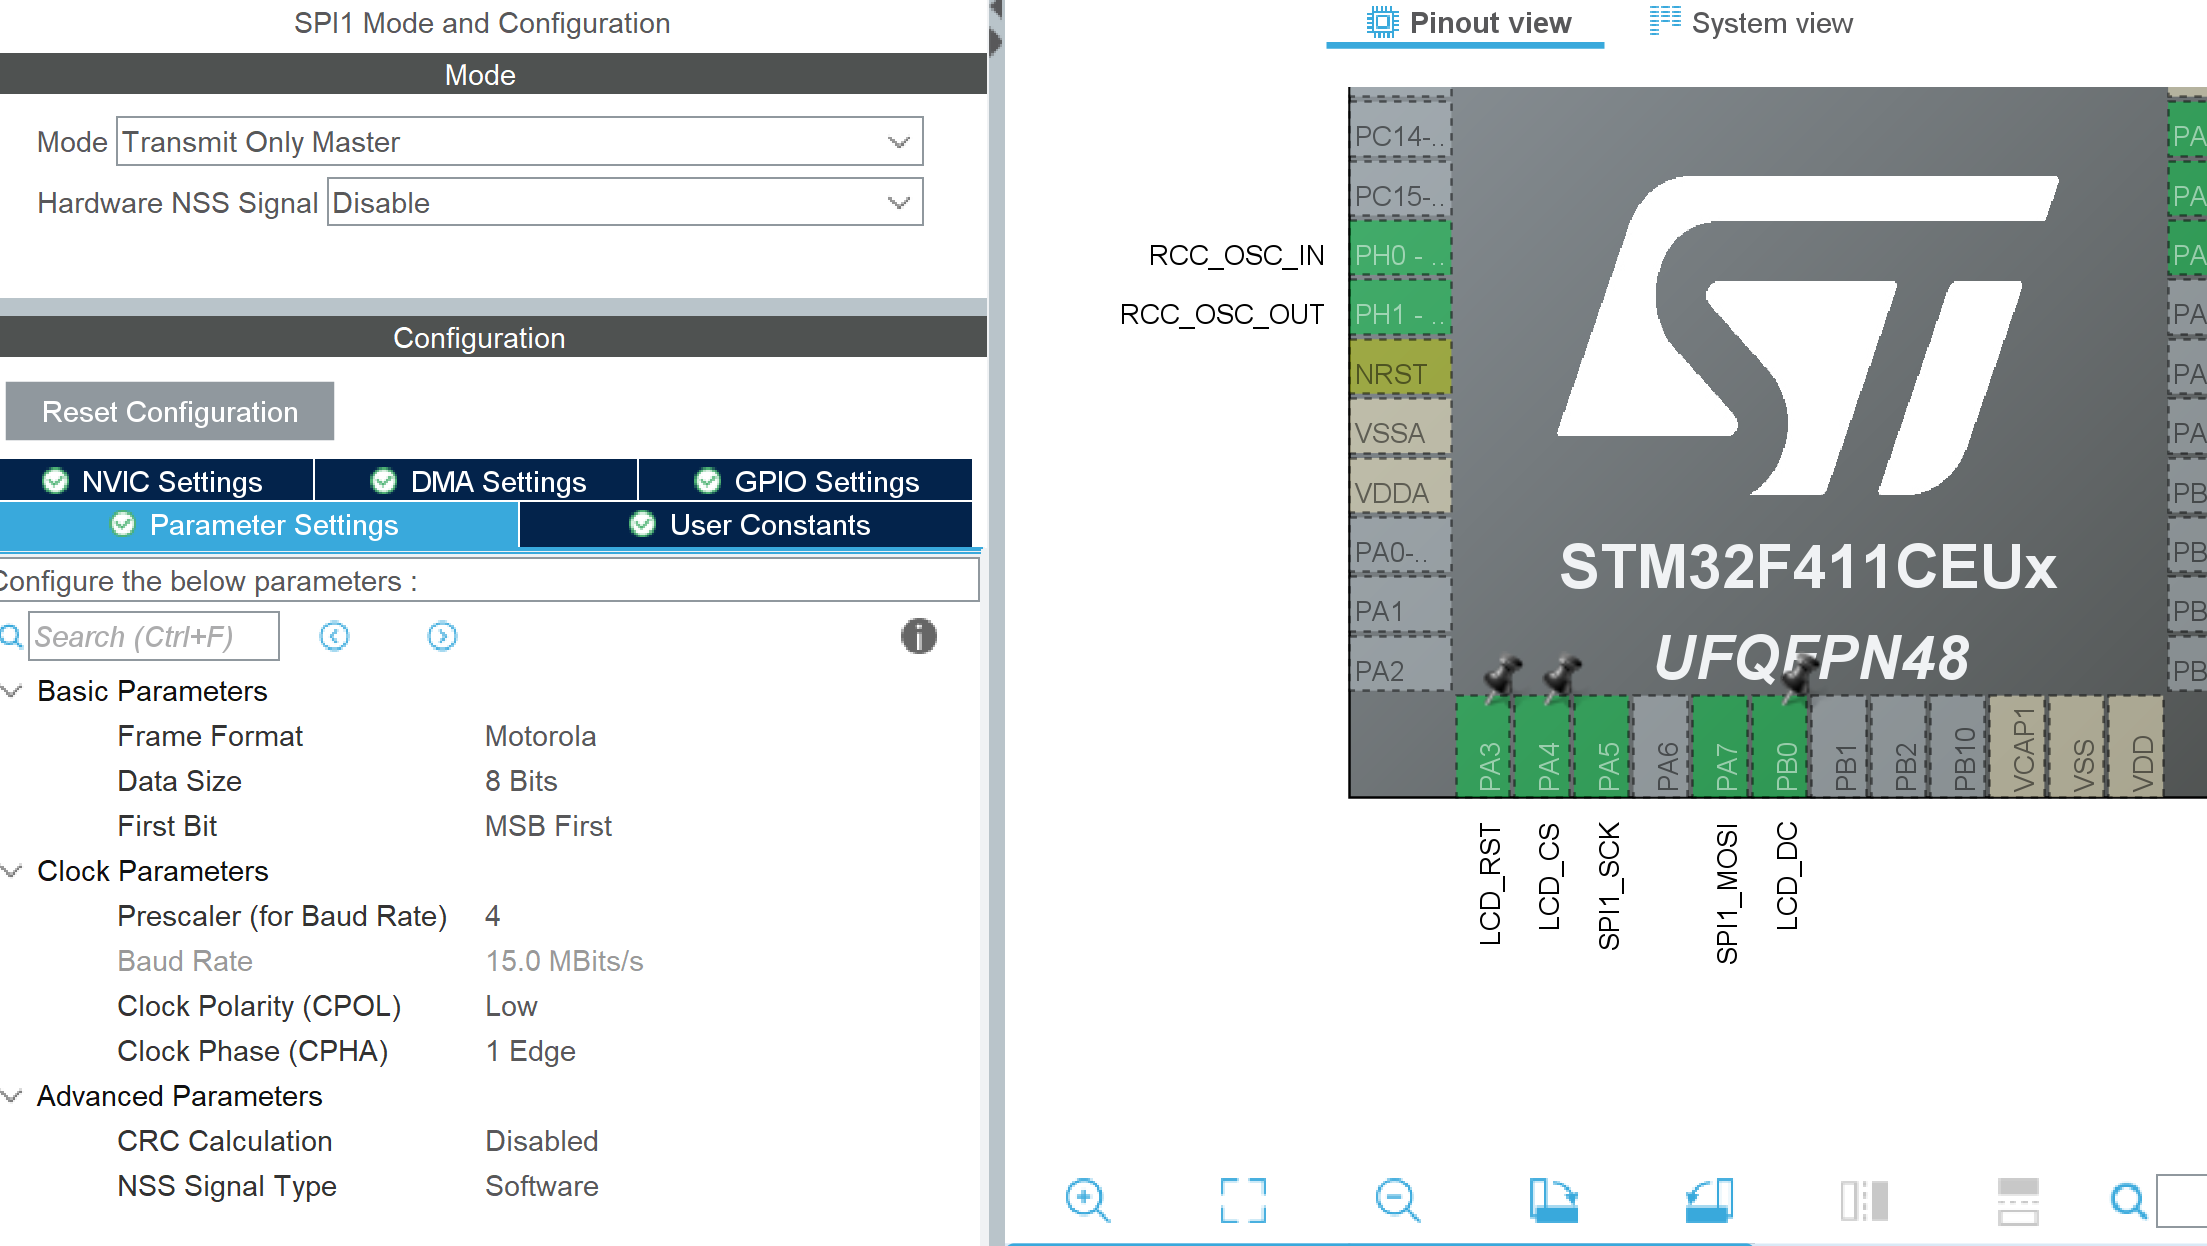 SPI1 Mode and Configuration
Mode
Mode Transmit Only Master
Hardware NSS Signal Disable
Configuration
Reset Configuration
NVIC Settings DMA Settings GPIO Settings
Parameter Settings User Constants
Configure the below parameters :
Search (Ctrl+F)
Basic Parameters
Frame Format Motorola
Data Size 8 Bits
First Bit MSB First
Clock Parameters
Prescaler (for Baud Rate) 4
Baud Rate 15.0 MBits/s
Clock Polarity (CPOL) Low
Clock Phase (CPHA) 1 Edge
Advanced Parameters
CRC Calculation Disabled
NSS Signal Type Software
Pinout view System view
PC14-..
PC15-..
RCC_OSC_IN PH0 - ..
RCC_OSC_OUT PH1 - ..
NRST
VSSA
VDDA
PA0-..
PA1
PA2
ST
STM32F411CEUx
UFQFPN48
PA
PA
PA
PA
PA
PA
PB
PB
PB
PB
PA3 PA4 PA5 PA6 PA7 PB0 PB1 PB2 PB10 VCAP1 VSS VDD
LCD_RST LCD_CS SPI1_SCK SPI1_MOSI LCD_DC